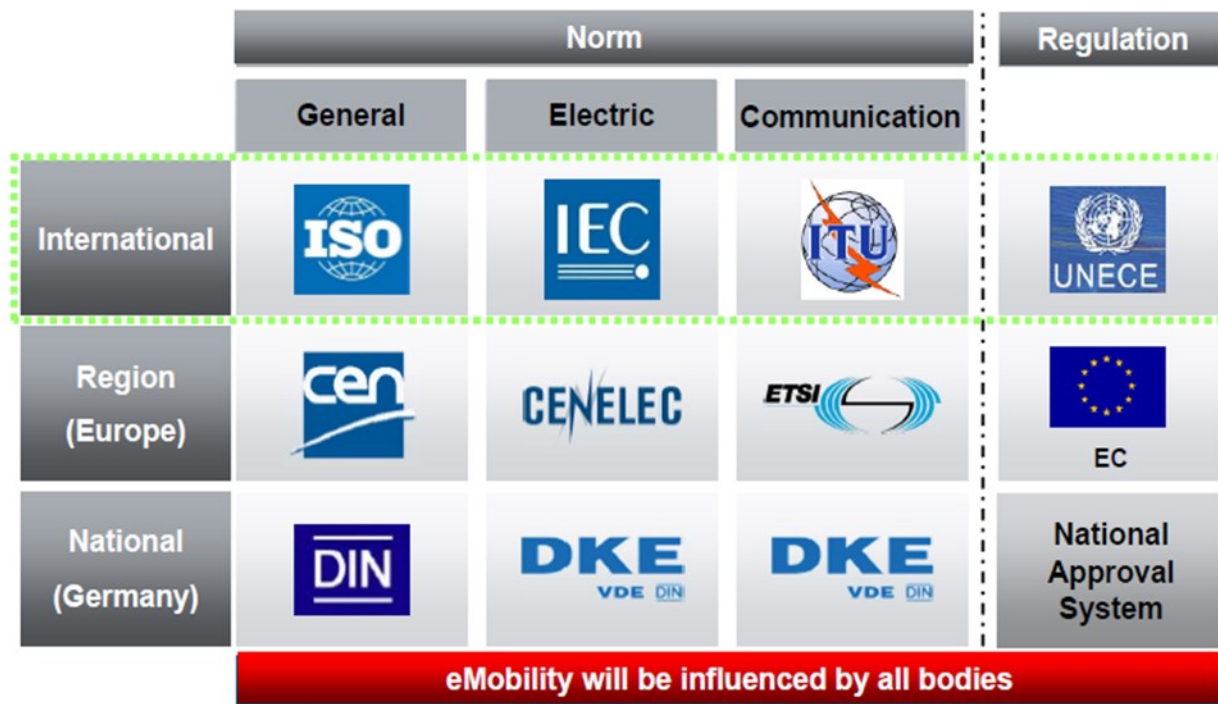 Norm
Regulation
General
Electric
Communication
International
ISO
IEC
ITU
UNECE
Region
(Europe)
cen
CENELEC
ETSI
EC
National
(Germany)
DIN
DKE
VDE DIN
DKE
VDE DIN
National
Approval
System
eMobility will be influenced by all bodies